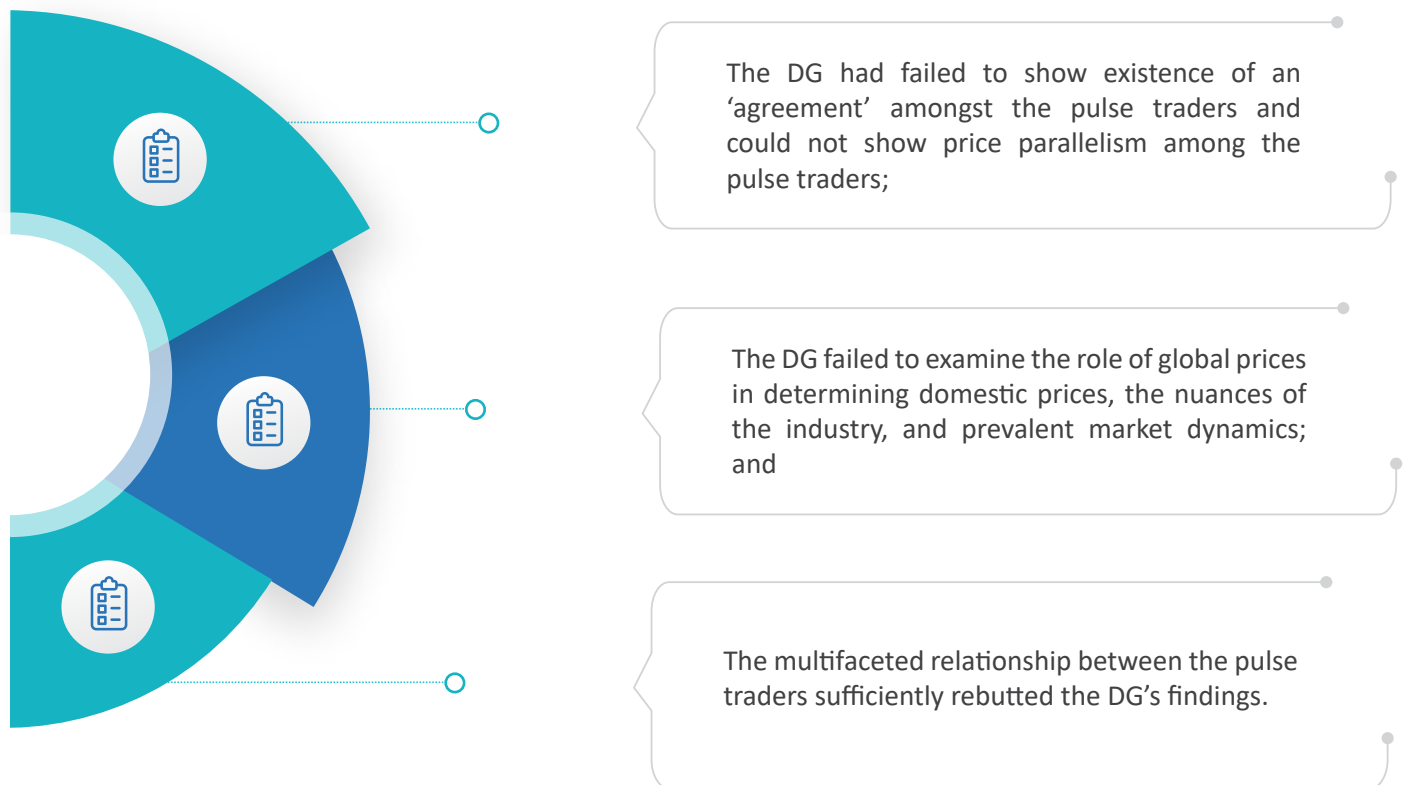 The DG had failed to show existence of an
‘agreement’ amongst the pulse traders and
could not show price parallelism among the
pulse traders;
The DG failed to examine the role of global prices
in determining domestic prices, the nuances of
the industry, and prevalent market dynamics;
and
The multifaceted relationship between the pulse
traders sufficiently rebutted the DG’s findings.